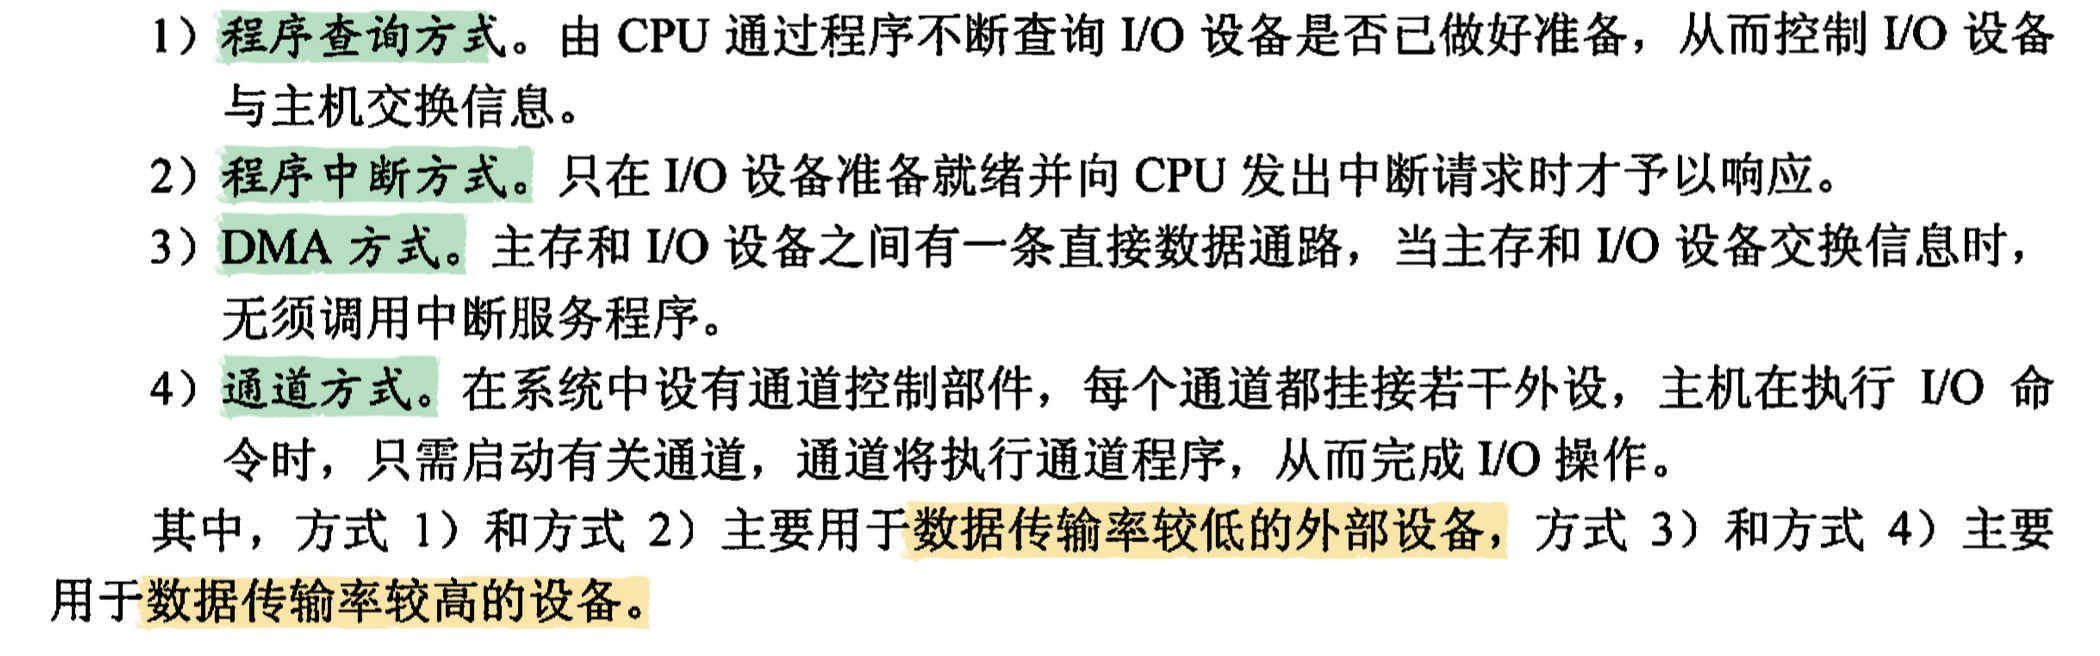 1）程序查询方式。由 CPU 通过程序不断查询 I/O 设备是否已做好准备，从而控制 I/O 设备
与主机交换信息。
2）程序中断方式。只在 I/O 设备准备就绪并向 CPU 发出中断请求时才予以响应。
3）DMA 方式。主存和 I/O 设备之间有一条直接数据通路，当主存和 I/O 设备交换信息时，
无须调用中断服务程序。
4）通道方式。在系统中设有通道控制部件，每个通道都挂接若干外设，主机在执行 I/O 命
令时，只需启动有关通道，通道将执行通道程序，从而完成 I/O 操作。
其中，方式 1）和方式 2）主要用于数据传输率较低的外部设备，方式 3）和方式 4）主要
用于数据传输率较高的设备。